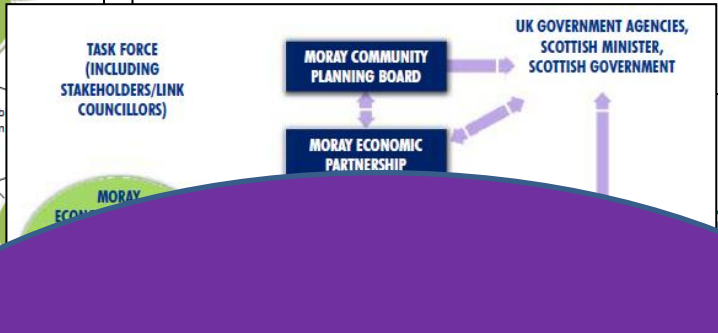 TASK FORCE
(INCLUDING
STAKEHOLDERS/LINK
COUNCILLORS)
MORAY COMMUNITY
PLANNING BOARD
UK GOVERNMENT AGENCIES,
SCOTTISH MINISTER,
SCOTTISH GOVERNMENT
MORAY ECONOMIC
PARTNERSHIP
MORAY